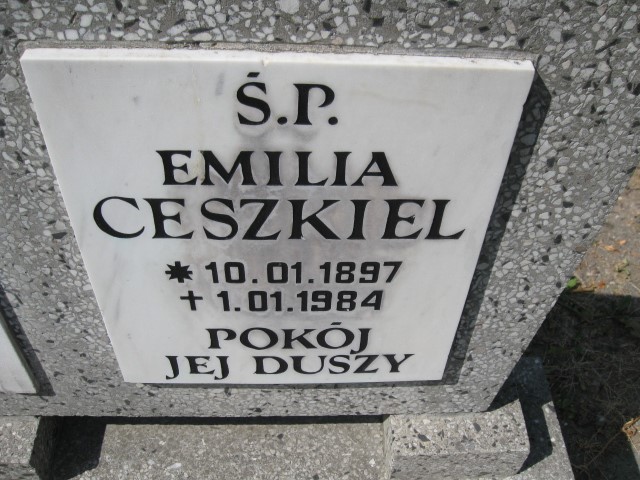 Ś.P.
EMILIA
CESZKIEL
* 10.01.1897
+ 1.01.1984
POKÓJ
JEJ DUSZY